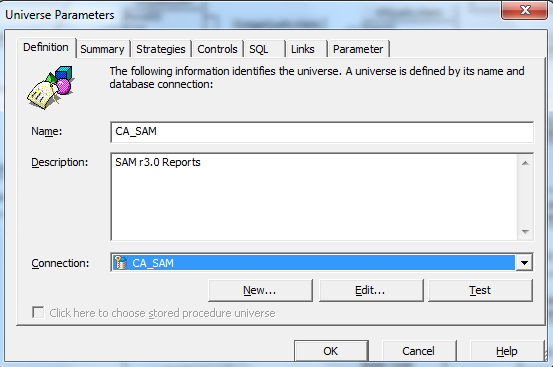 Universe Parameters
Definition Summary Strategies Controls SQL Links Parameter
The following information identifies the universe. A universe is defined by its name and
database connection:
Name: CA_SAM
Description: SAM r3.0 Reports
Connection: CA_SAM
New... Edit... Test
Click here to choose stored procedure universe
OK Cancel Help